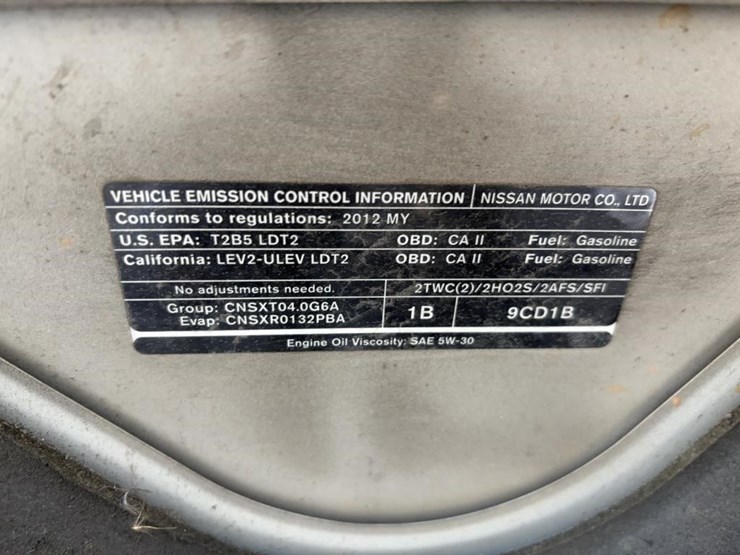 VEHICLE EMISSION CONTROL INFORMATION NISSAN MOTOR CO., LTD
Conforms to regulations: 2012 MY
U.S. EPA: T2B5 LDT2 OBD: CA II Fuel: Gasoline
California: LEV2-ULEV LDT2 OBD: CA II Fuel: Gasoline
No adjustments needed. 2TWC(2)/2HO2S/2AFS/SFI
Group: CNSXT04.0G6A
Evap: CNSXR0132PBA
1B 9CD1B
Engine Oil Viscosity: SAE 5W-30